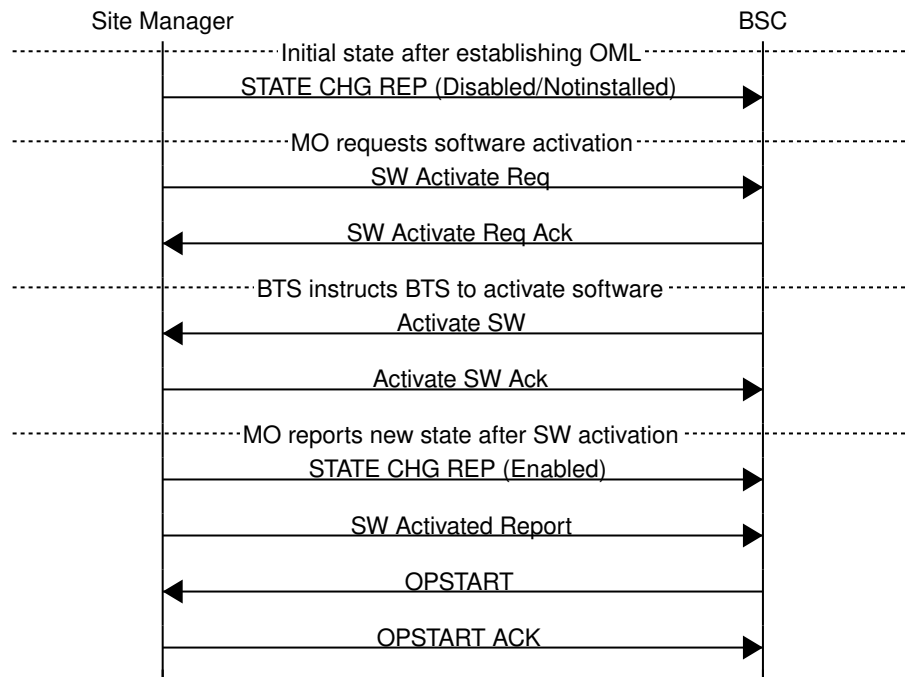 Site Manager
BSC
Initial state after establishing OML
STATE CHG REP (Disabled/Notinstalled)
MO requests software activation
SW Activate Req
SW Activate Req Ack
BTS instructs BTS to activate software
Activate SW
Activate SW Ack
MO reports new state after SW activation
STATE CHG REP (Enabled)
SW Activated Report
OPSTART
OPSTART ACK